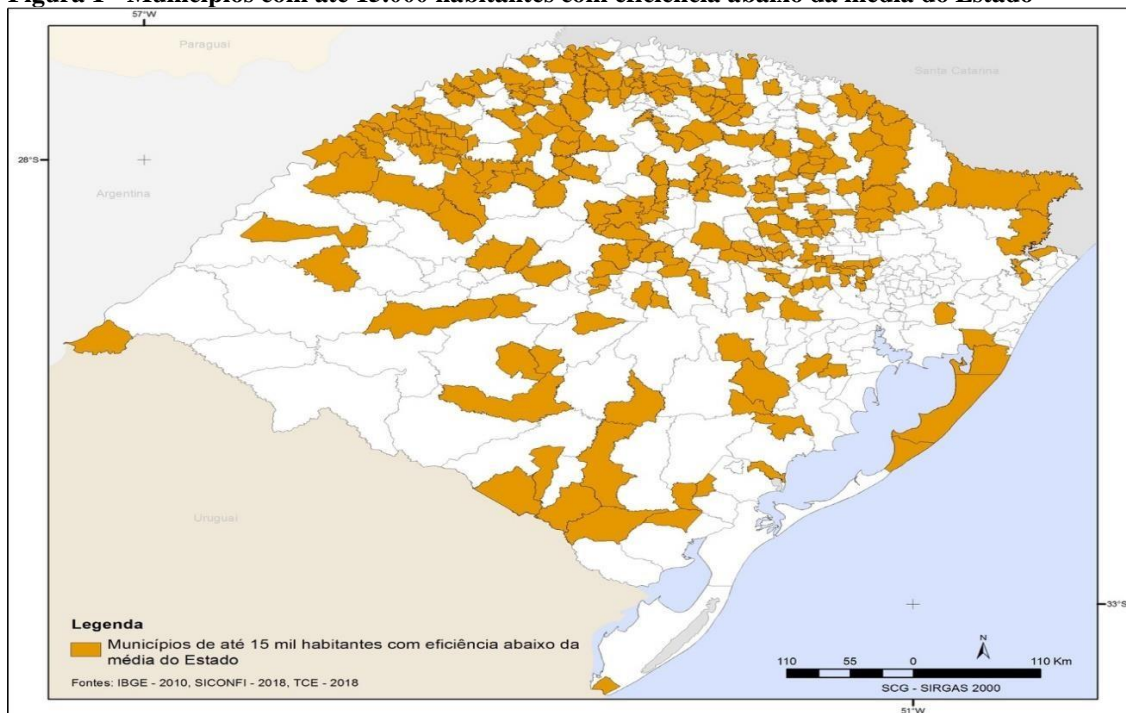 Figura 1 - Municípios com até 15.000 habitantes com eficiência abaixo da média do Estado
57°W
Paraguai
Santa Catarina
28°S
Argentina
Uruguai
33°S
Legenda
Municípios de até 15 mil habitantes com eficiência abaixo da
média do Estado
Fontes: IBGE - 2010, SICONFI - 2018, TCE - 2018
N
110 55 0 110 Km
SCG - SIRGAS 2000
51°W